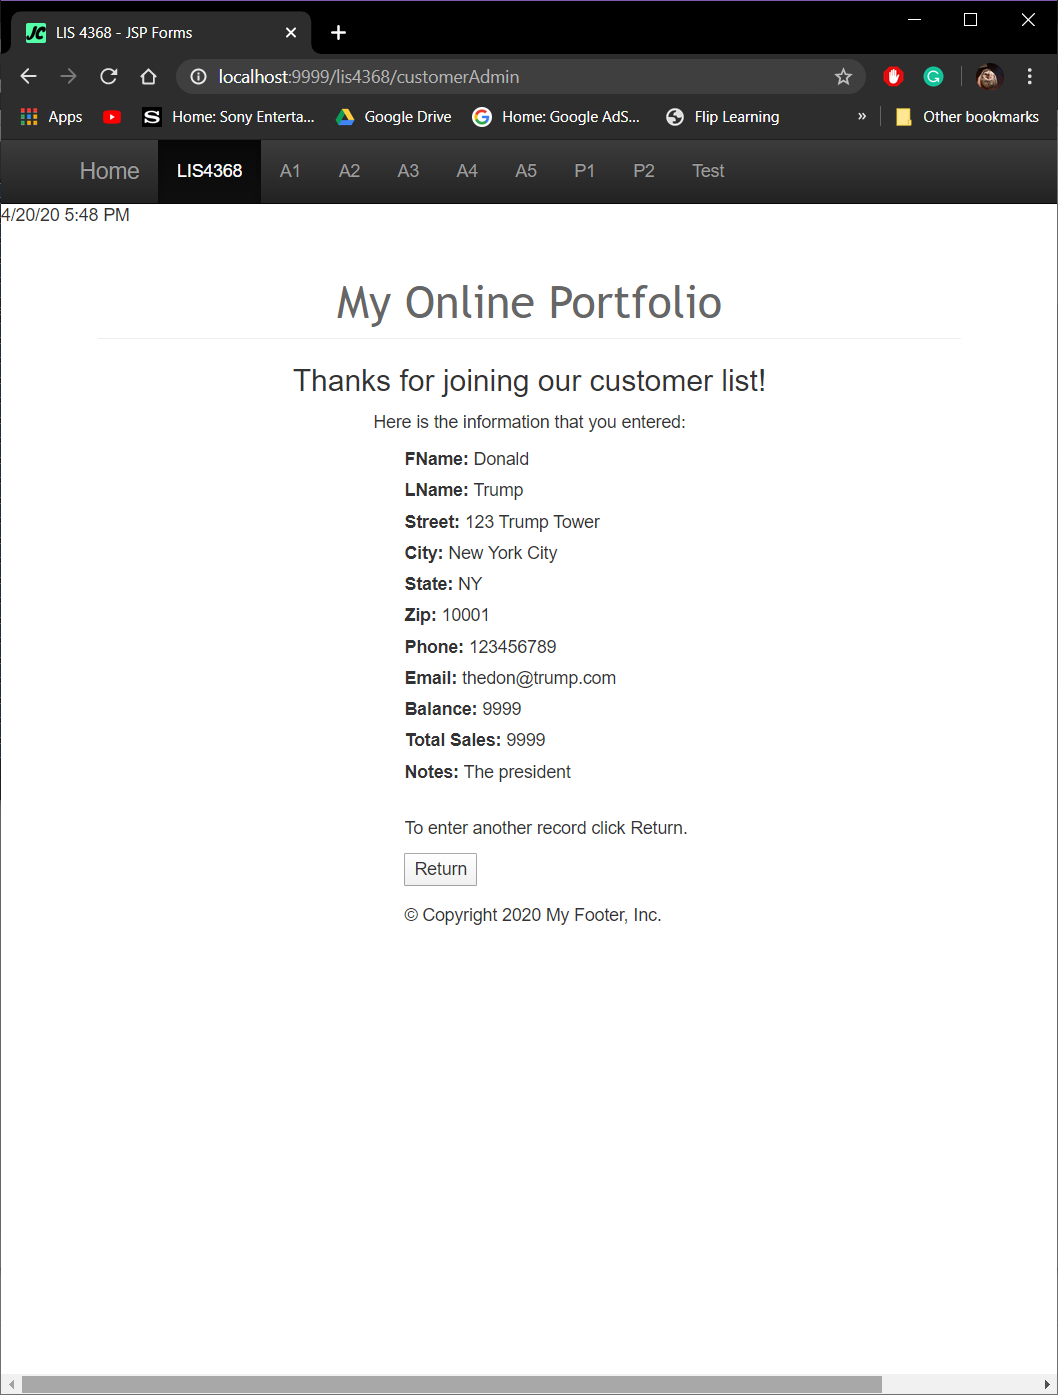 JC LIS 4368 - JSP Forms
localhost:9999/lis4368/customerAdmin
Apps S Home: Sony Enterta... Google Drive G Home: Google AdS... Flip Learning » Other bookmarks
Home LIS4368 A1 A2 A3 A4 A5 P1 P2 Test
4/20/20 5:48 PM
My Online Portfolio
Thanks for joining our customer list!
Here is the information that you entered:
FName: Donald
LName: Trump
Street: 123 Trump Tower
City: New York City
State: NY
Zip: 10001
Phone: 123456789
Email: thedon@trump.com
Balance: 9999
Total Sales: 9999
Notes: The president
To enter another record click Return.
Return
© Copyright 2020 My Footer, Inc.